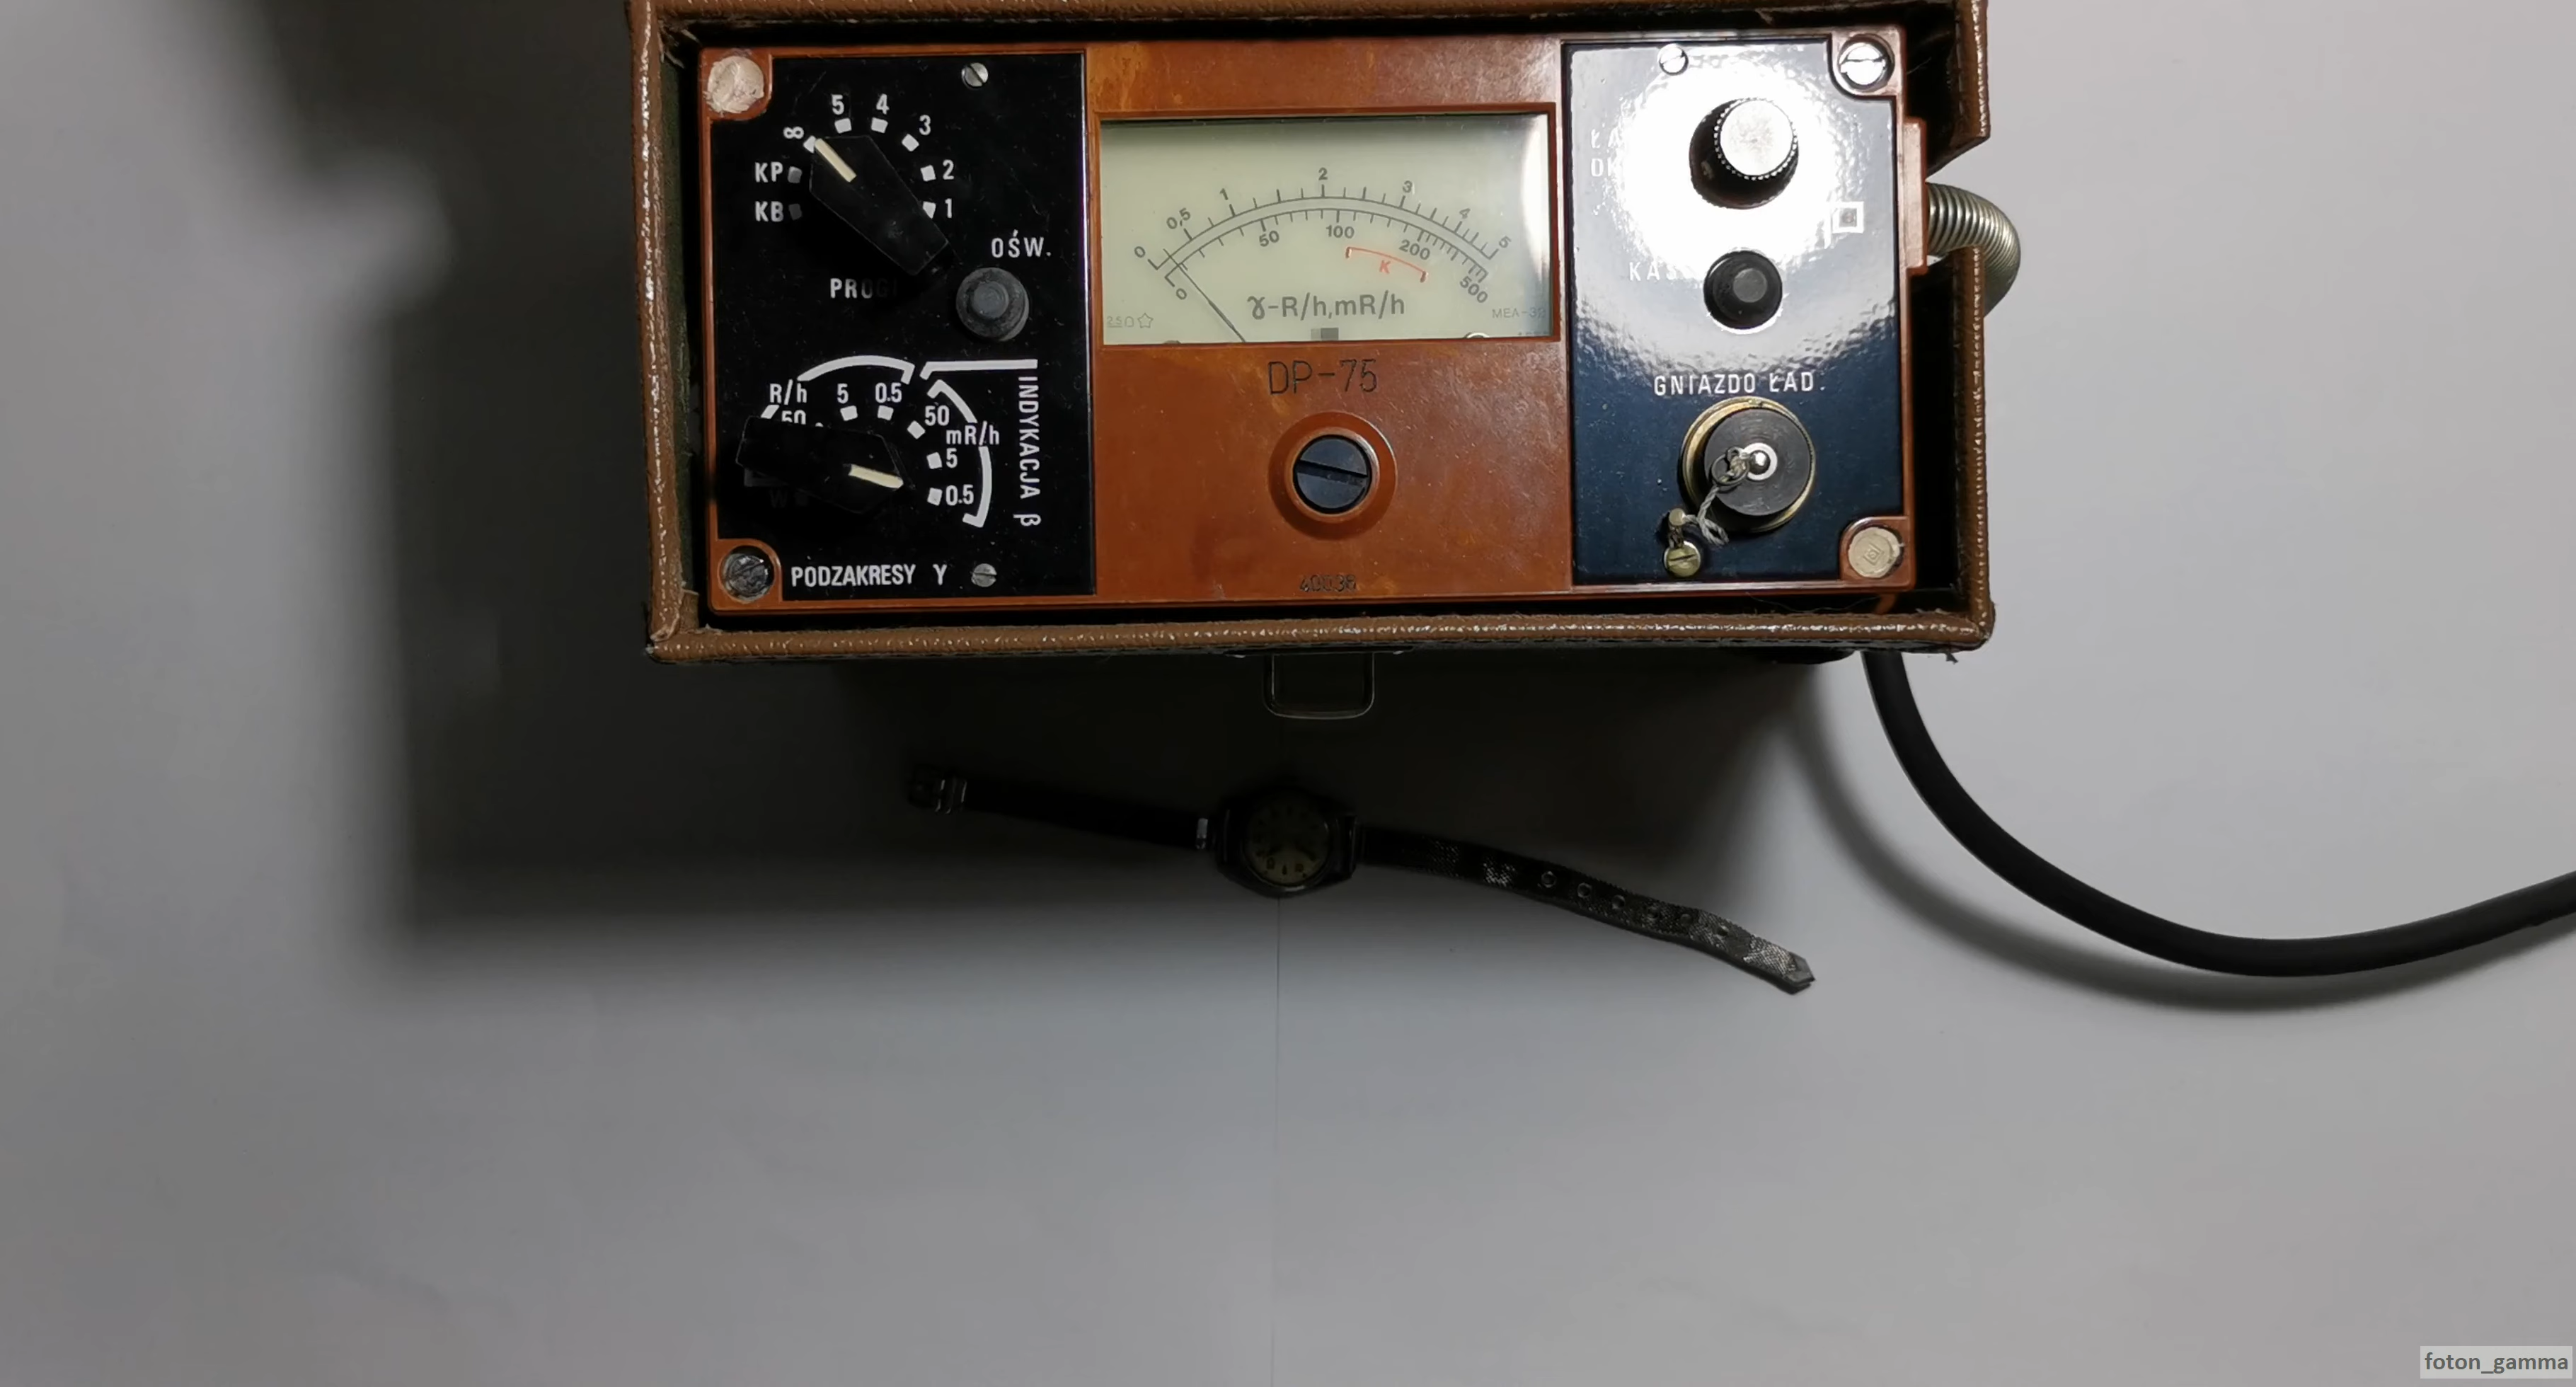 5 4 3 2 1
∞
KP
KB
OŚW.
R/h 5 0.5 50 mR/h 5 0.5
50
INDYKACJA β
PODZAKRESY γ
0 0,5 1 2 3 4 5
0 50 100 200 500
K
γ-R/h,mR/h
DP-75
GNIAZDO ŁAD.
foton_gamma